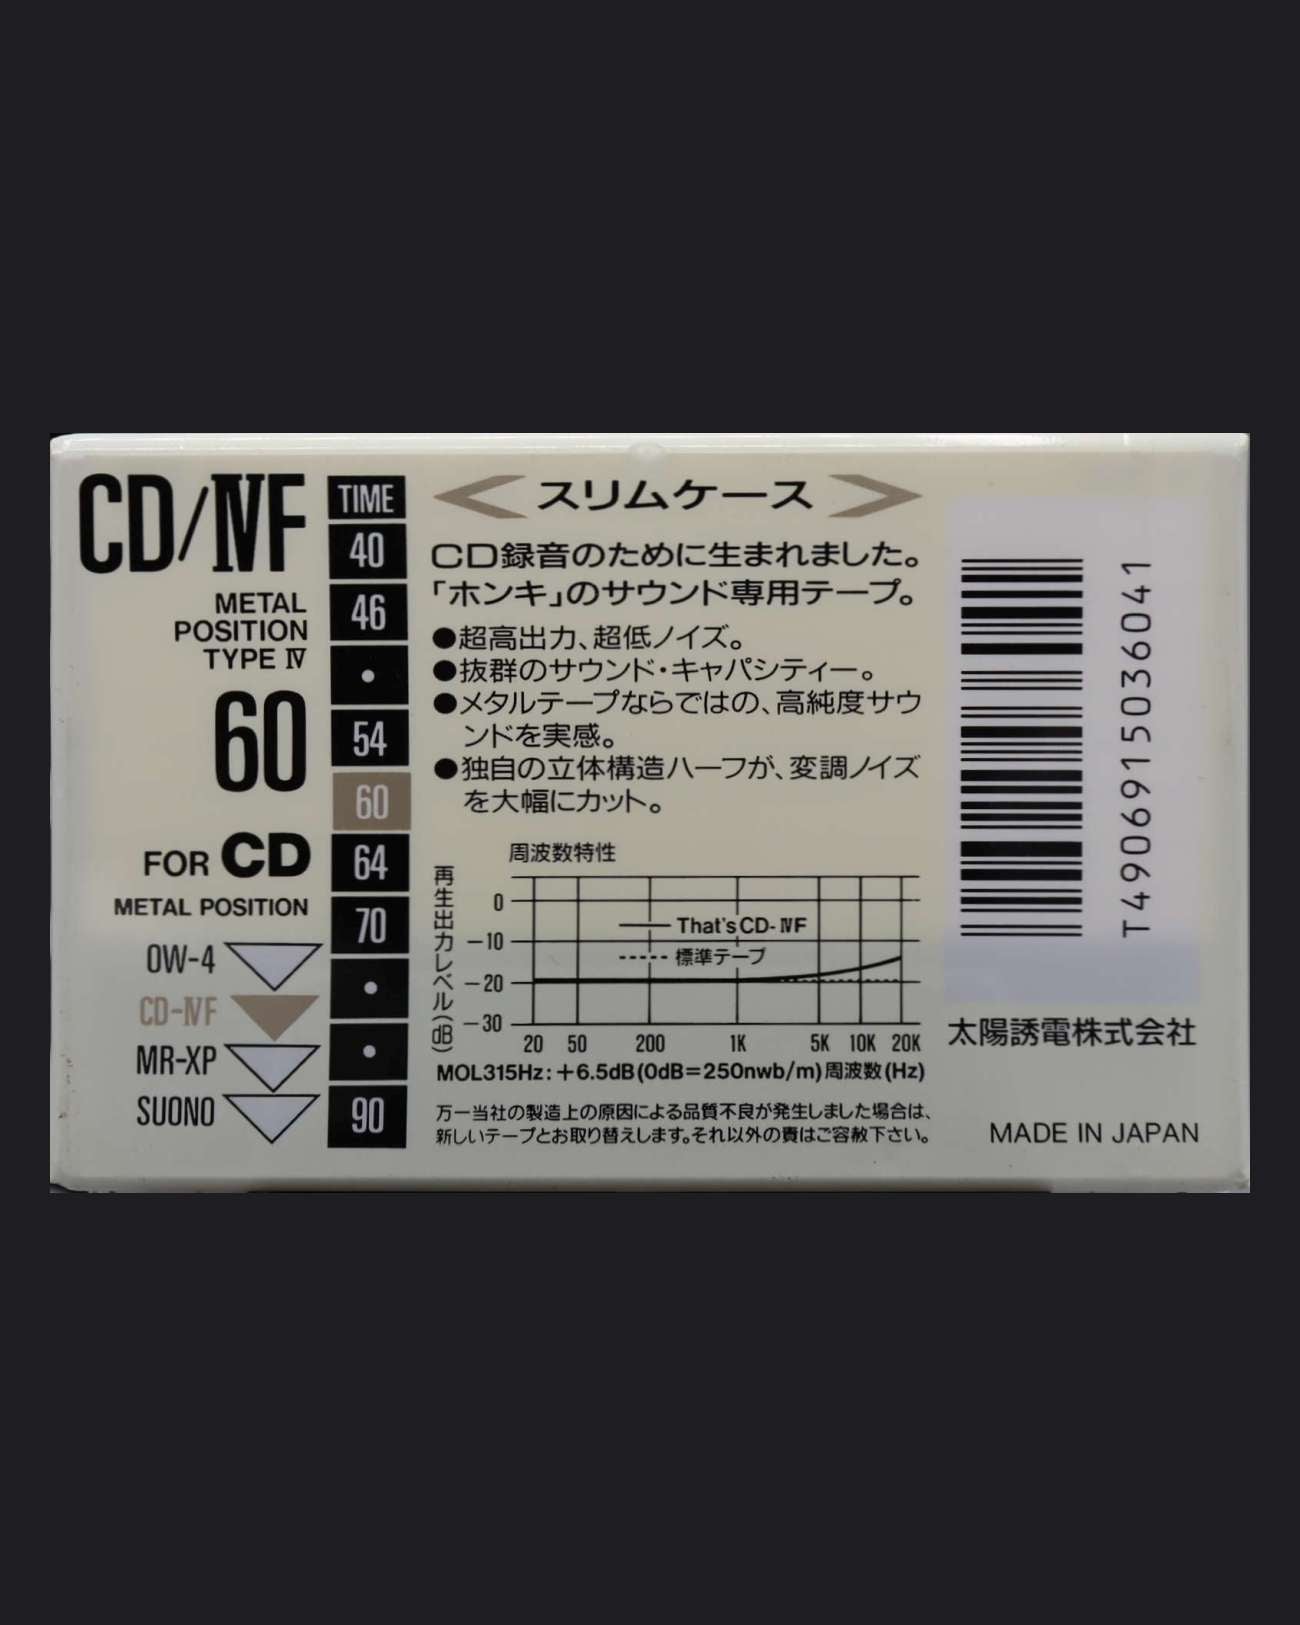 CD/ⅣF
METAL
POSITION
TYPE Ⅳ
60
FOR CD
METAL POSITION
OW-4
CD-ⅣF
MR-XP
SUONO
TIME
40
46
•
54
60
64
70
•
•
90
スリムケース
CD録音のために生まれました。
「ホンキ」のサウンド専用テープ。
●超高出力、超低ノイズ。
●抜群のサウンド・キャパシティー。
●メタルテープならではの、高純度サウ
ンドを実感。
●独自の立体構造ハーフが、変調ノイズ
を大幅にカット。
周波数特性
再生出力レベル(dB)
0
−10
−20
−30
That's CD-ⅣF
標準テープ
20 50 200 1K 5K 10K 20K
MOL315Hz:+6.5dB(0dB=250nwb/m)周波数(Hz)
万一当社の製造上の原因による品質不良が発生しました場合は、
新しいテープとお取り替えします。それ以外の責はご容赦下さい。
T4906915036041
太陽誘電株式会社
MADE IN JAPAN